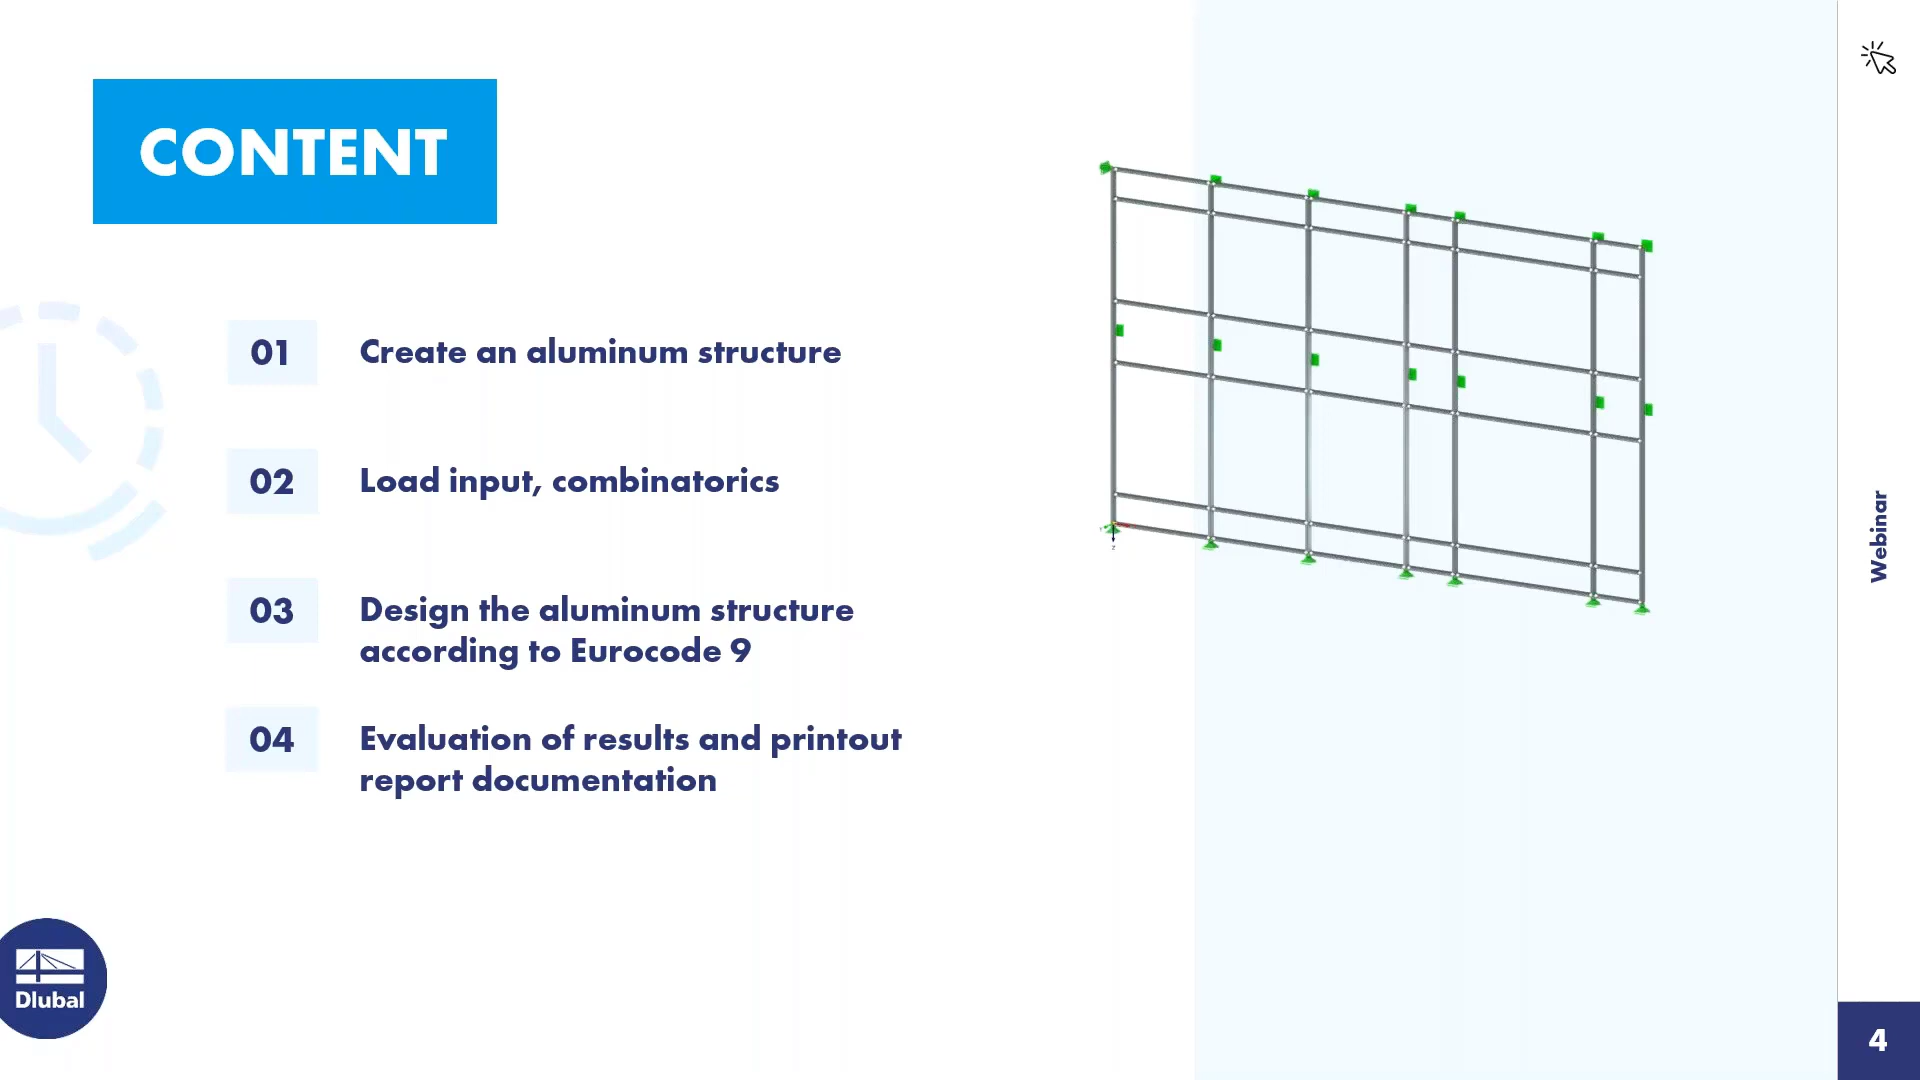 CONTENT
01
Create an aluminum structure
02
Load input, combinatorics
03
Design the aluminum structure
according to Eurocode 9
04
Evaluation of results and printout
report documentation
Z
Webinar
Dlubal
4